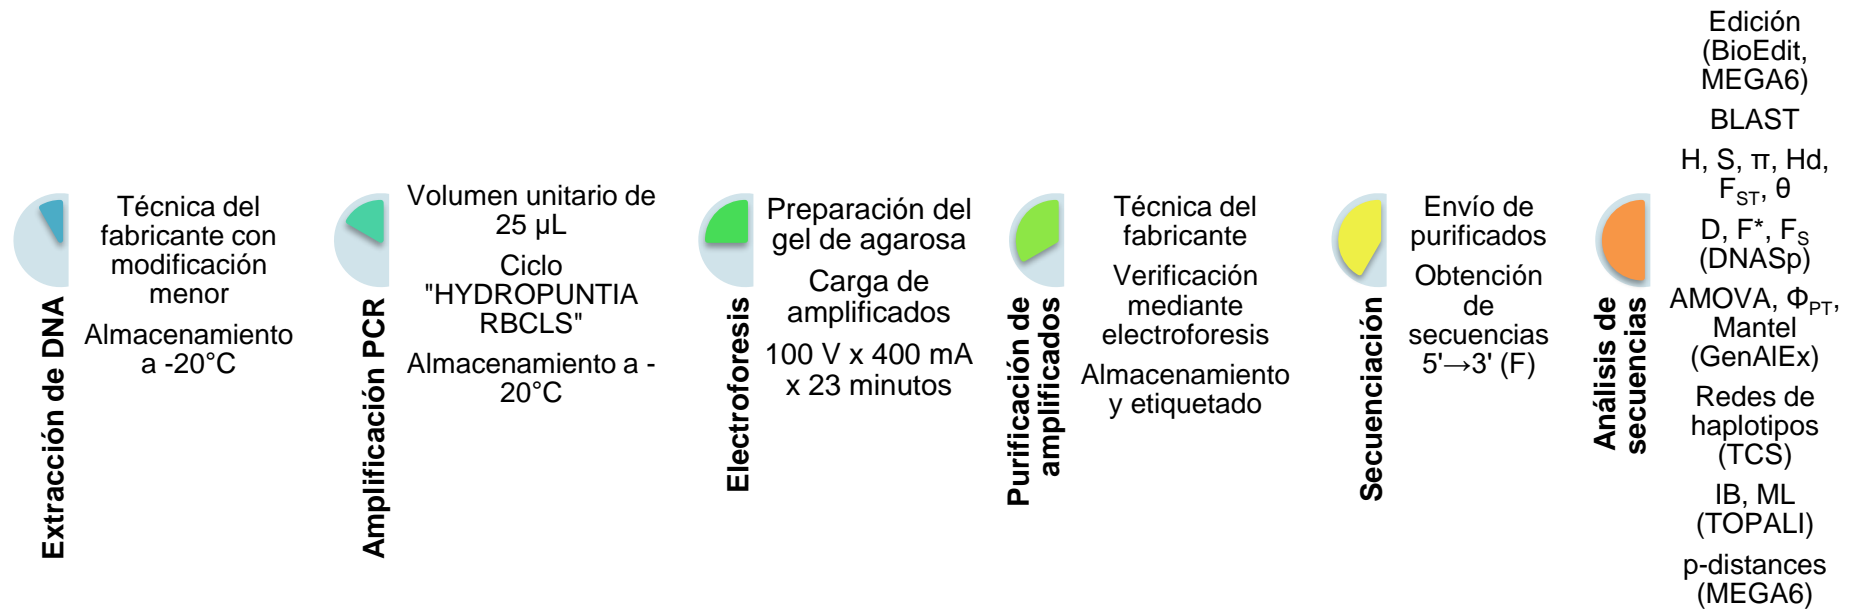 Extracción de DNA
Técnica del
fabricante con
modificación
menor
Almacenamiento
a -20°C
Amplificación PCR
Volumen unitario de
25 µL
Ciclo
"HYDROPUNTIA
RBCLS"
Almacenamiento a -
20°C
Electroforesis
Preparación del
gel de agarosa
Carga de
amplificados
100 V x 400 mA
x 23 minutos
Purificación de
amplificados
Técnica del
fabricante
Verificación
mediante
electroforesis
Almacenamiento
y etiquetado
Secuenciación
Envío de
purificados
Obtención
de
secuencias
5'→3' (F)
Análisis de
secuencias
Edición
(BioEdit,
MEGA6)
BLAST
H, S, π, Hd,
F_ST, θ
D, F*, F_S
(DNASp)
AMOVA, Φ_PT,
Mantel
(GenAlEx)
Redes de
haplotipos
(TCS)
IB, ML
(TOPALI)
p-distances
(MEGA6)